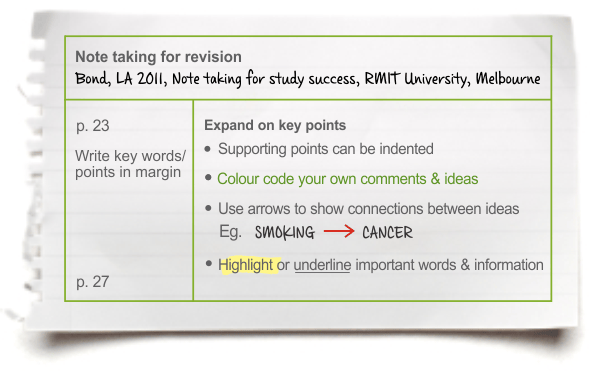 Note taking for revision
Bond, LA 2011, Note taking for study success, RMIT University, Melbourne
p. 23
Write key words/
points in margin
p. 27
Expand on key points
• Supporting points can be indented
• Colour code your own comments & ideas
• Use arrows to show connections between ideas
Eg. SMOKING → CANCER
• Highlight or underline important words & information